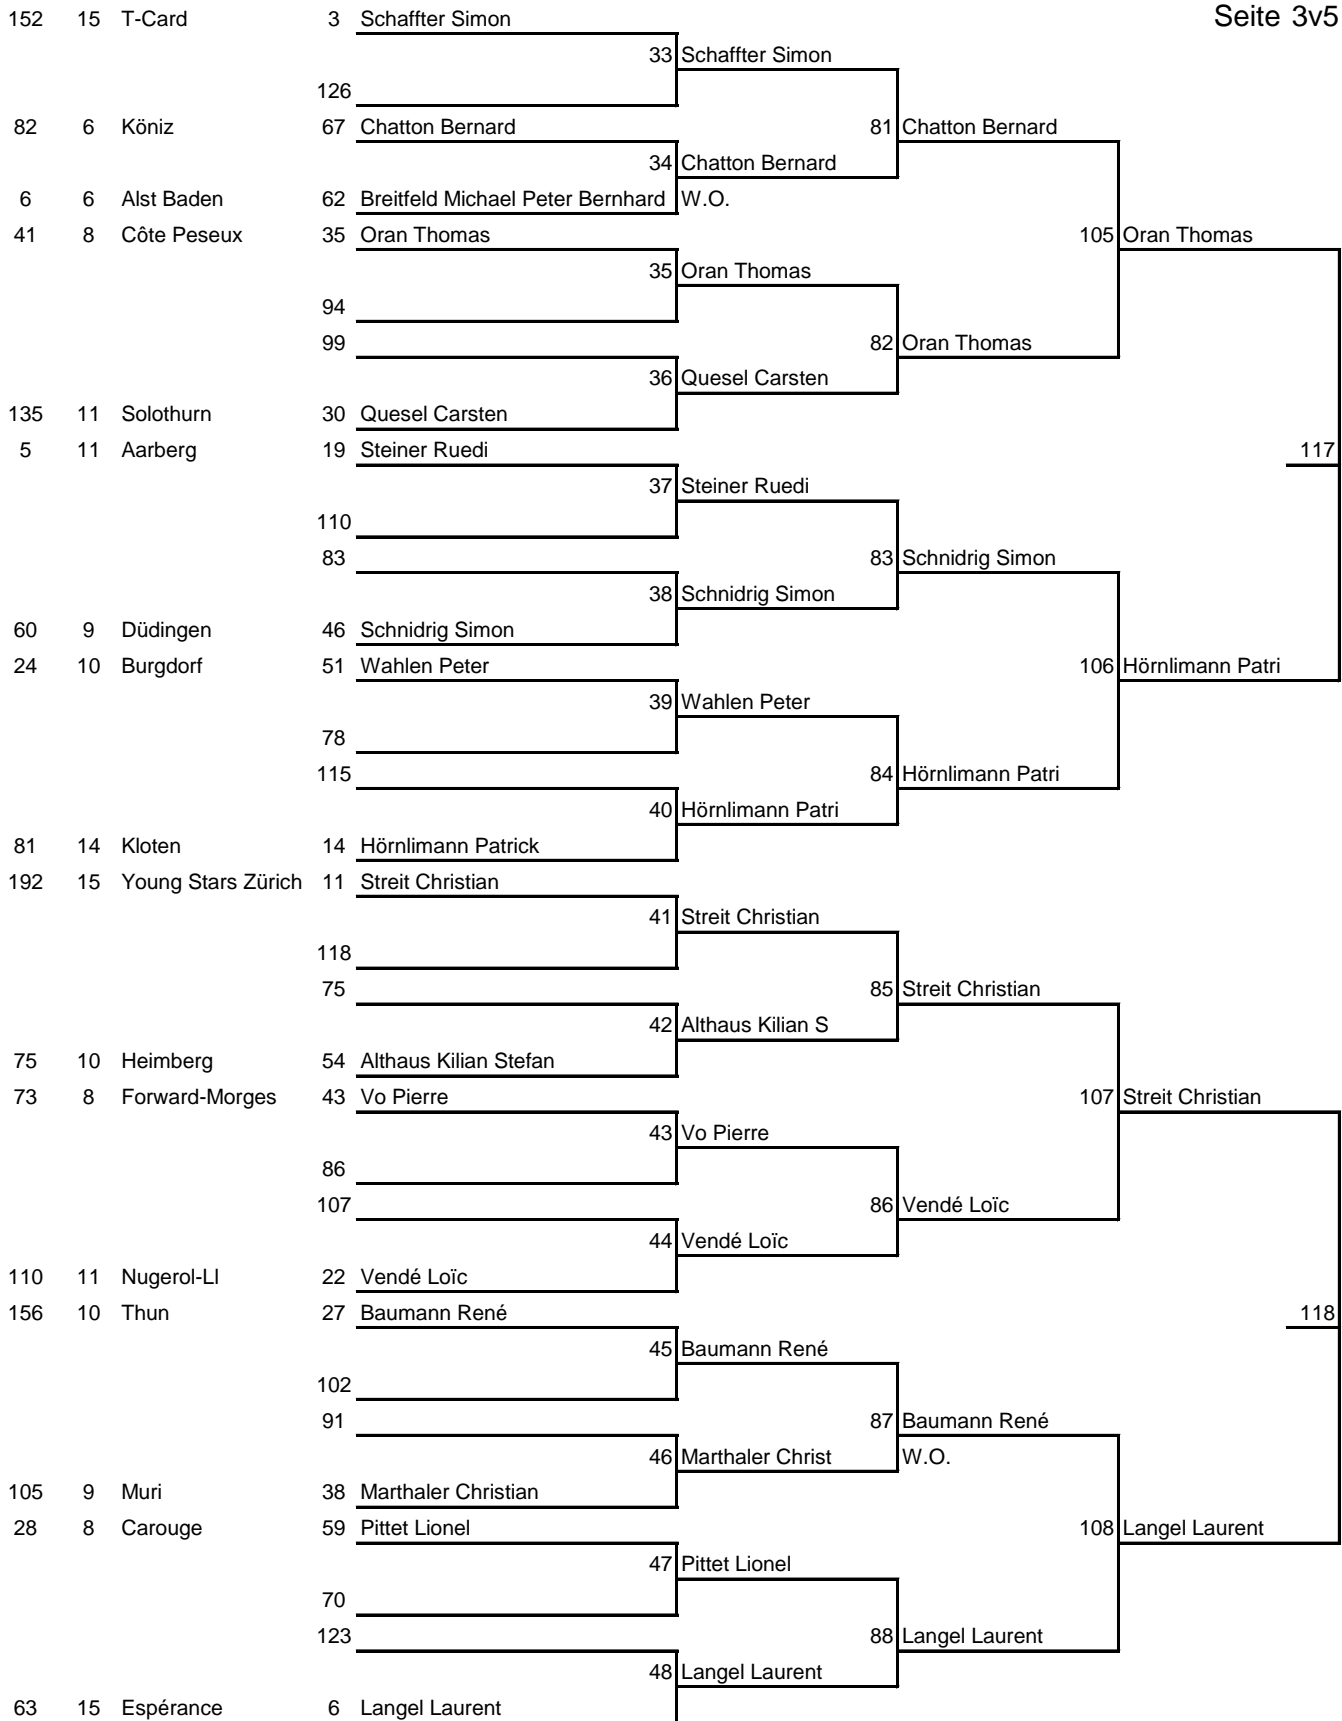 152 15 T-Card 3 Schaffter Simon Seite 3v5
33 Schaffter Simon
126
82 6 Köniz 67 Chatton Bernard 81 Chatton Bernard
34 Chatton Bernard
6 6 Alst Baden 62 Breitfeld Michael Peter Bernhard W.O.
41 8 Côte Peseux 35 Oran Thomas 105 Oran Thomas
35 Oran Thomas
94
99 82 Oran Thomas
36 Quesel Carsten
135 11 Solothurn 30 Quesel Carsten
5 11 Aarberg 19 Steiner Ruedi 117
37 Steiner Ruedi
110
83 83 Schnidrig Simon
38 Schnidrig Simon
60 9 Düdingen 46 Schnidrig Simon
24 10 Burgdorf 51 Wahlen Peter 106 Hörnlimann Patri
39 Wahlen Peter
78
115 84 Hörnlimann Patri
40 Hörnlimann Patri
81 14 Kloten 14 Hörnlimann Patrick
192 15 Young Stars Zürich 11 Streit Christian
41 Streit Christian
118
75 85 Streit Christian
42 Althaus Kilian S
75 10 Heimberg 54 Althaus Kilian Stefan
73 8 Forward-Morges 43 Vo Pierre 107 Streit Christian
43 Vo Pierre
86
107 86 Vendé Loïc
44 Vendé Loïc
110 11 Nugerol-Ll 22 Vendé Loïc
156 10 Thun 27 Baumann René 118
45 Baumann René
102
91 87 Baumann René
46 Marthaler Christ W.O.
105 9 Muri 38 Marthaler Christian
28 8 Carouge 59 Pittet Lionel 108 Langel Laurent
47 Pittet Lionel
70
123 88 Langel Laurent
48 Langel Laurent
63 15 Espérance 6 Langel Laurent